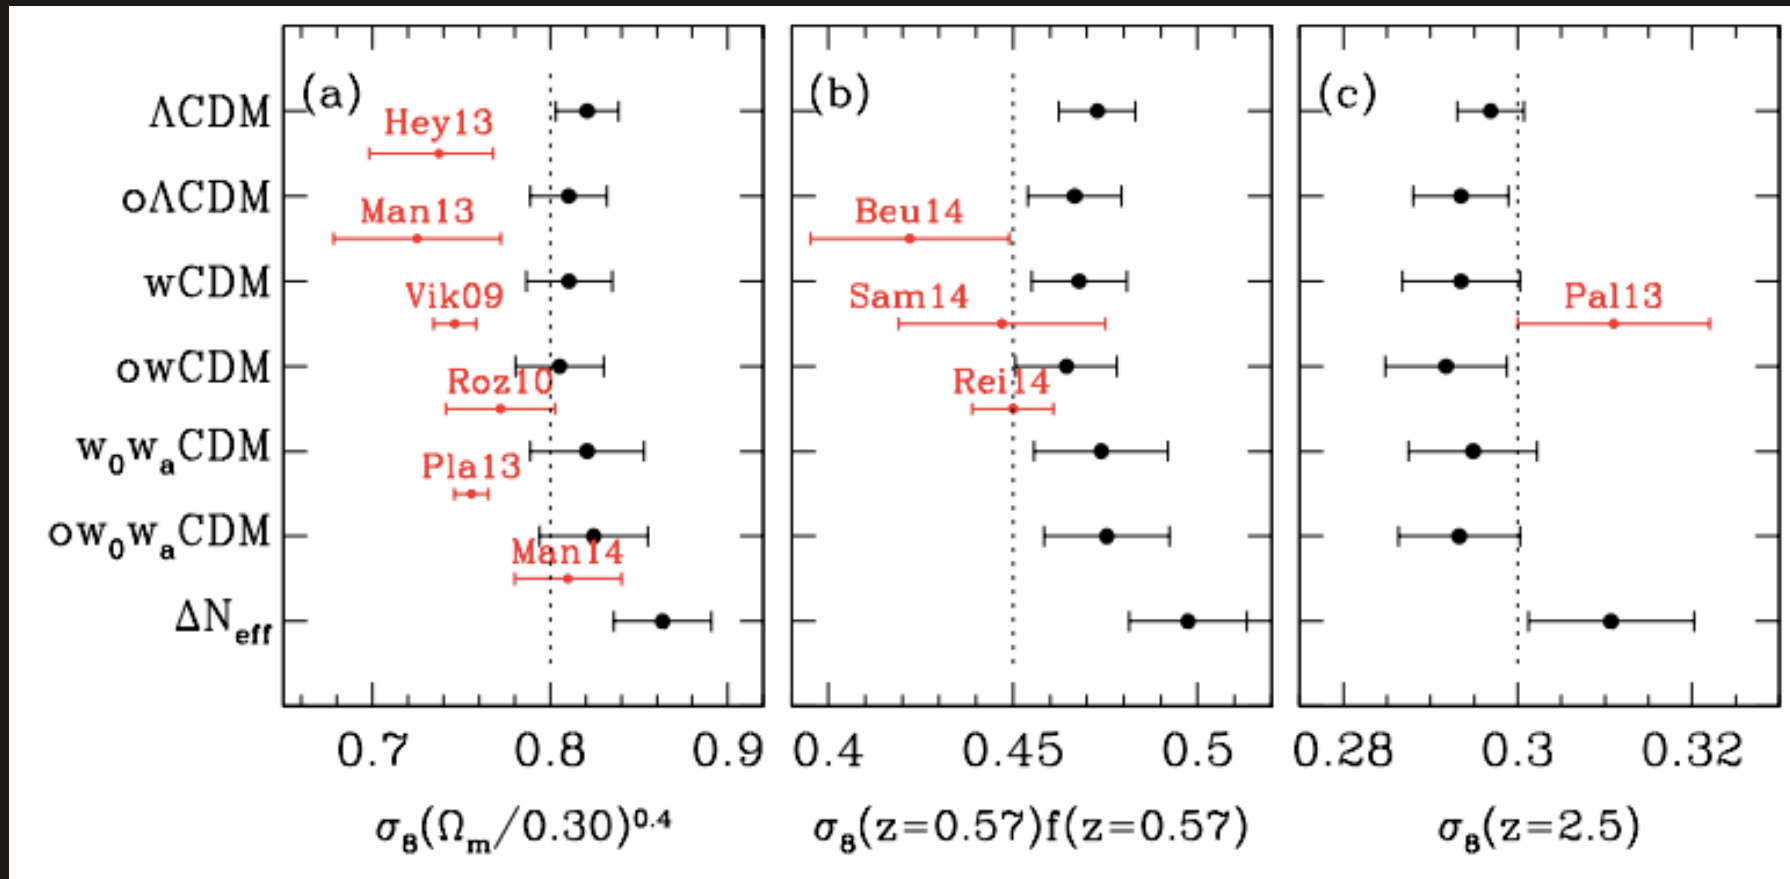 (a)
(b)
(c)
ΛCDM
Hey13
oΛCDM
Man13
Beu14
wCDM
Vik09
Sam14
Pal13
owCDM
Roz10
Rei14
w₀wₐCDM
Pla13
ow₀wₐCDM
Man14
ΔN_eff
0.7 0.8 0.9
0.4 0.45 0.5
0.28 0.3 0.32
σ₈(Ωₘ/0.30)⁰·⁴
σ₈(z=0.57)f(z=0.57)
σ₈(z=2.5)